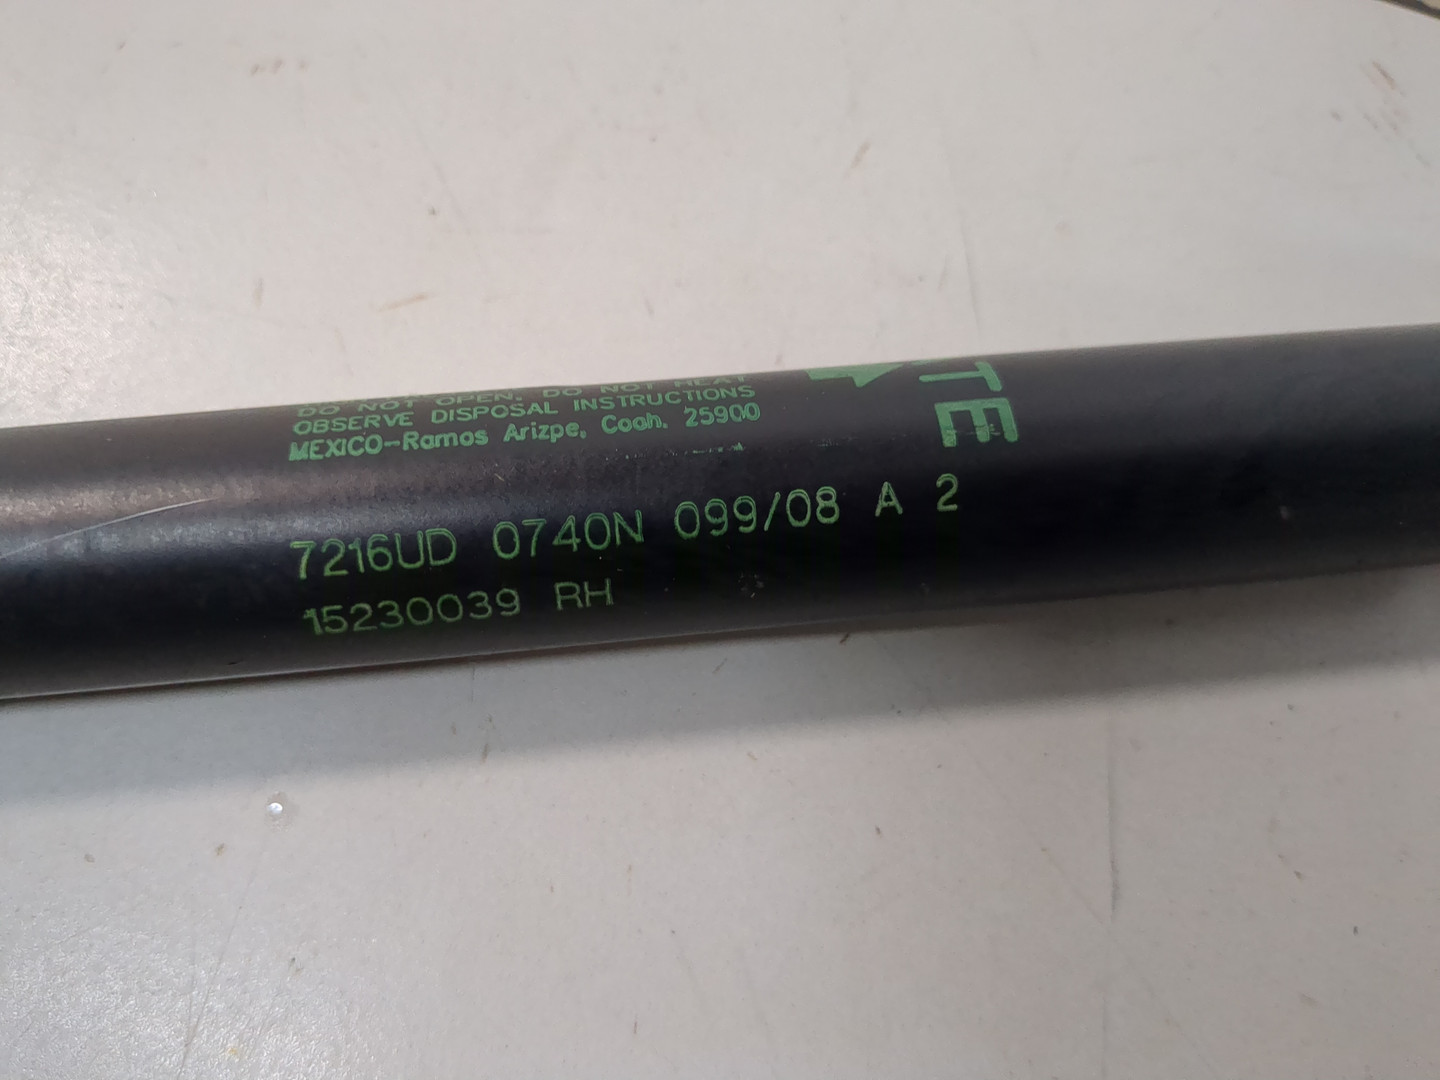 DO NOT OPEN. DO NOT HEAT
OBSERVE DISPOSAL INSTRUCTIONS
MEXICO-Ramos Arizpe, Coah. 25900
TE
7216UD 0740N 099/08 A 2
15230039 RH